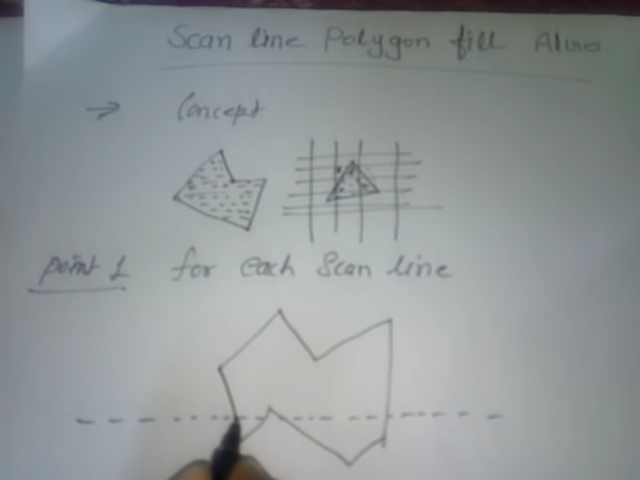 Scan line Polygon fill Algo
→ Concept
Point 1 for each Scan line